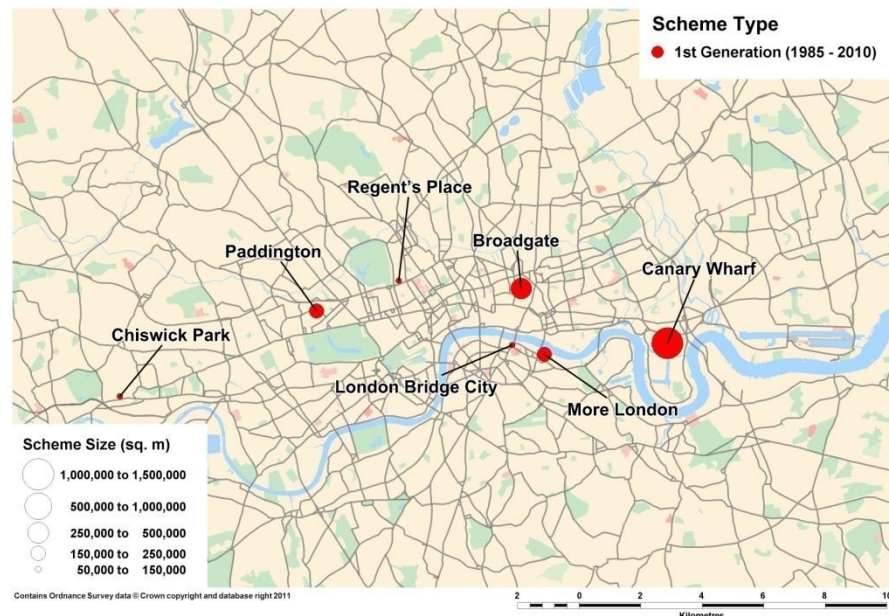 Scheme Type
1st Generation (1985 - 2010)
Regent's Place
Paddington
Broadgate
Canary Wharf
Chiswick Park
London Bridge City
More London
Scheme Size (sq. m)
1,000,000 to 1,500,000
500,000 to 1,000,000
250,000 to 500,000
150,000 to 250,000
50,000 to 150,000
Contains Ordnance Survey data © Crown copyright and database right 2011
2 0 2 4 6 8 10
Kilometres